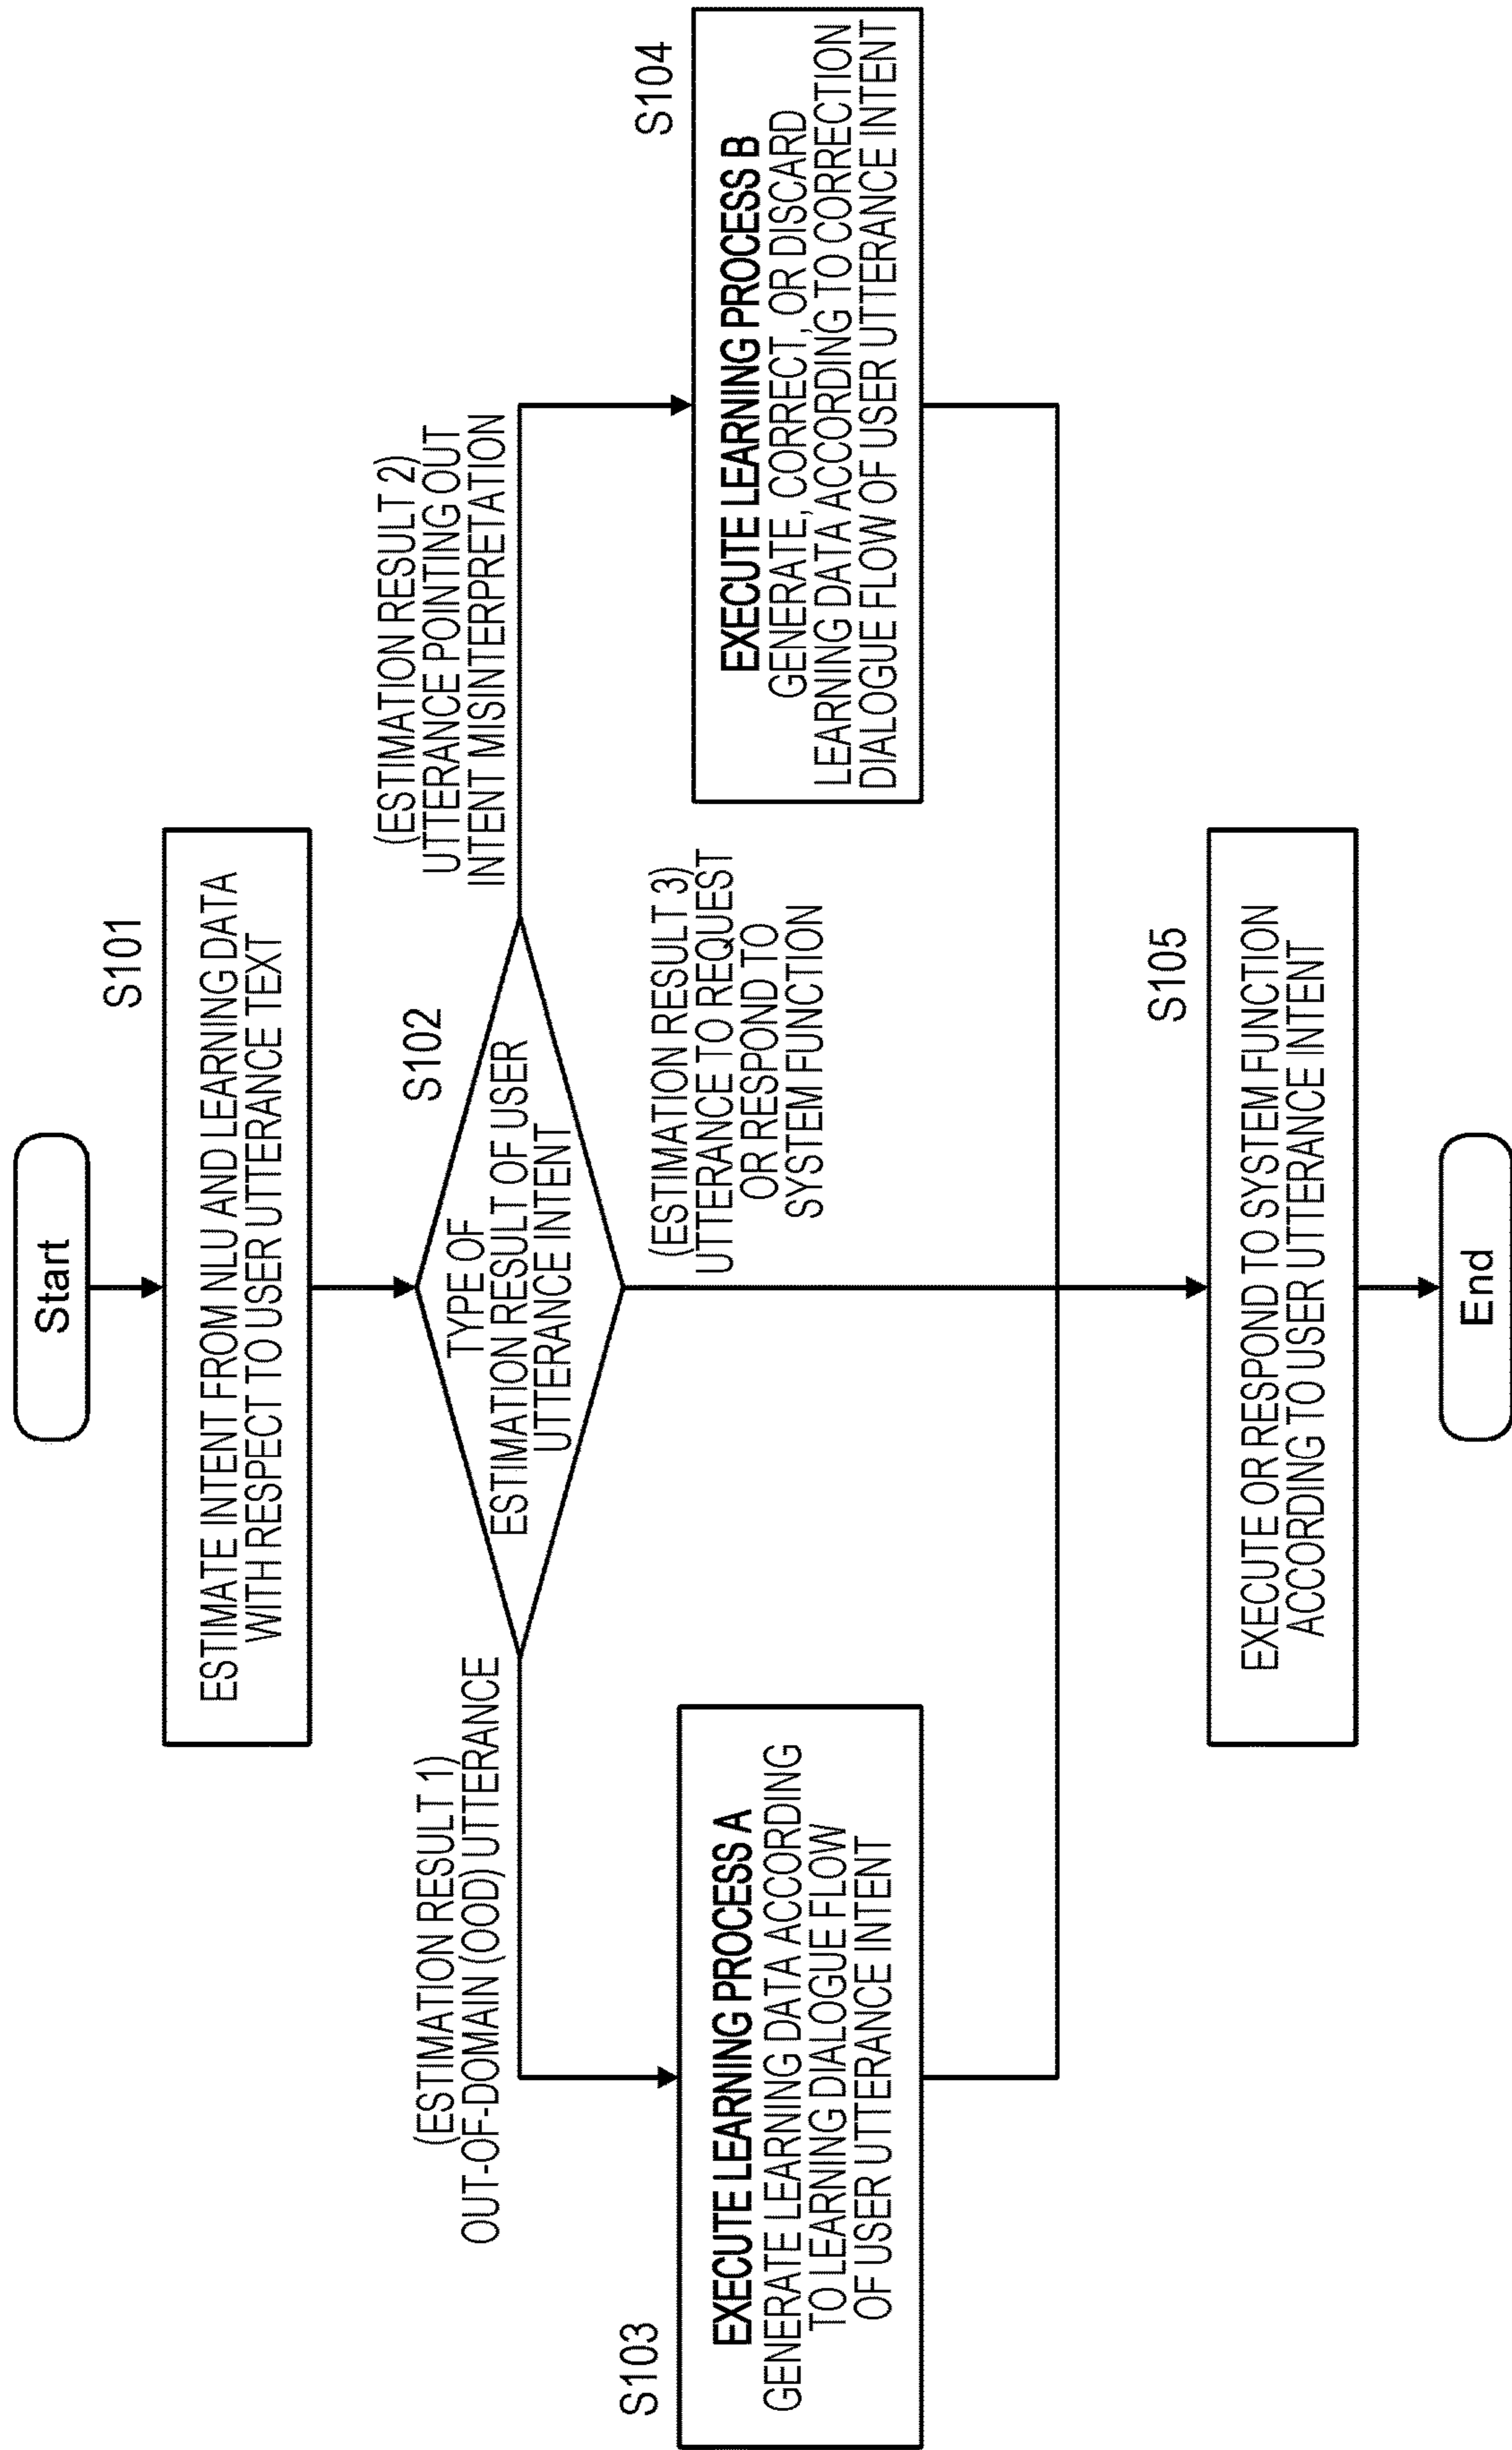 Start
S101
ESTIMATE INTENT FROM NLU AND LEARNING DATA
WITH RESPECT TO USER UTTERANCE TEXT
S102
TYPE OF
ESTIMATION RESULT OF USER
UTTERANCE INTENT
(ESTIMATION RESULT 1)
OUT-OF-DOMAIN (OOD) UTTERANCE
(ESTIMATION RESULT 2)
UTTERANCE POINTING OUT
INTENT MISINTERPRETATION
(ESTIMATION RESULT 3)
UTTERANCE TO REQUEST
OR RESPOND TO
SYSTEM FUNCTION
S103
EXECUTE LEARNING PROCESS A
GENERATE LEARNING DATA ACCORDING
TO LEARNING DIALOGUE FLOW
OF USER UTTERANCE INTENT
S104
EXECUTE LEARNING PROCESS B
GENERATE, CORRECT, OR DISCARD
LEARNING DATA ACCORDING TO CORRECTION
DIALOGUE FLOW OF USER UTTERANCE INTENT
S105
EXECUTE OR RESPOND TO SYSTEM FUNCTION
ACCORDING TO USER UTTERANCE INTENT
End